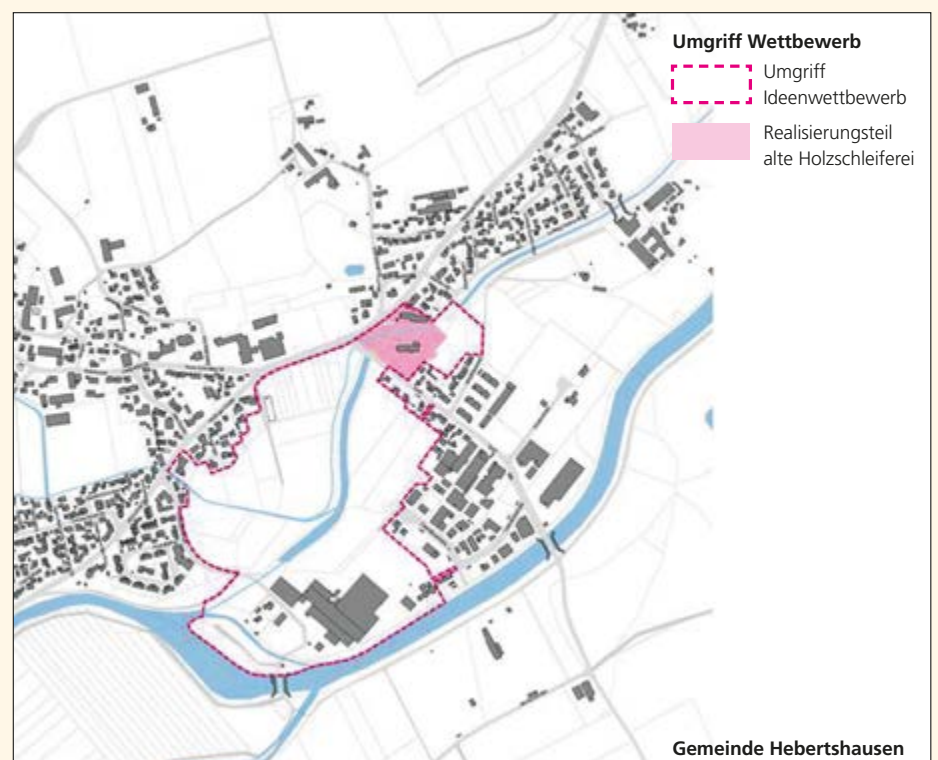 Umgriff Wettbewerb
Umgriff
Ideenwettbewerb
Realisierungsteil
alte Holzschleiferei
Gemeinde Hebertshausen